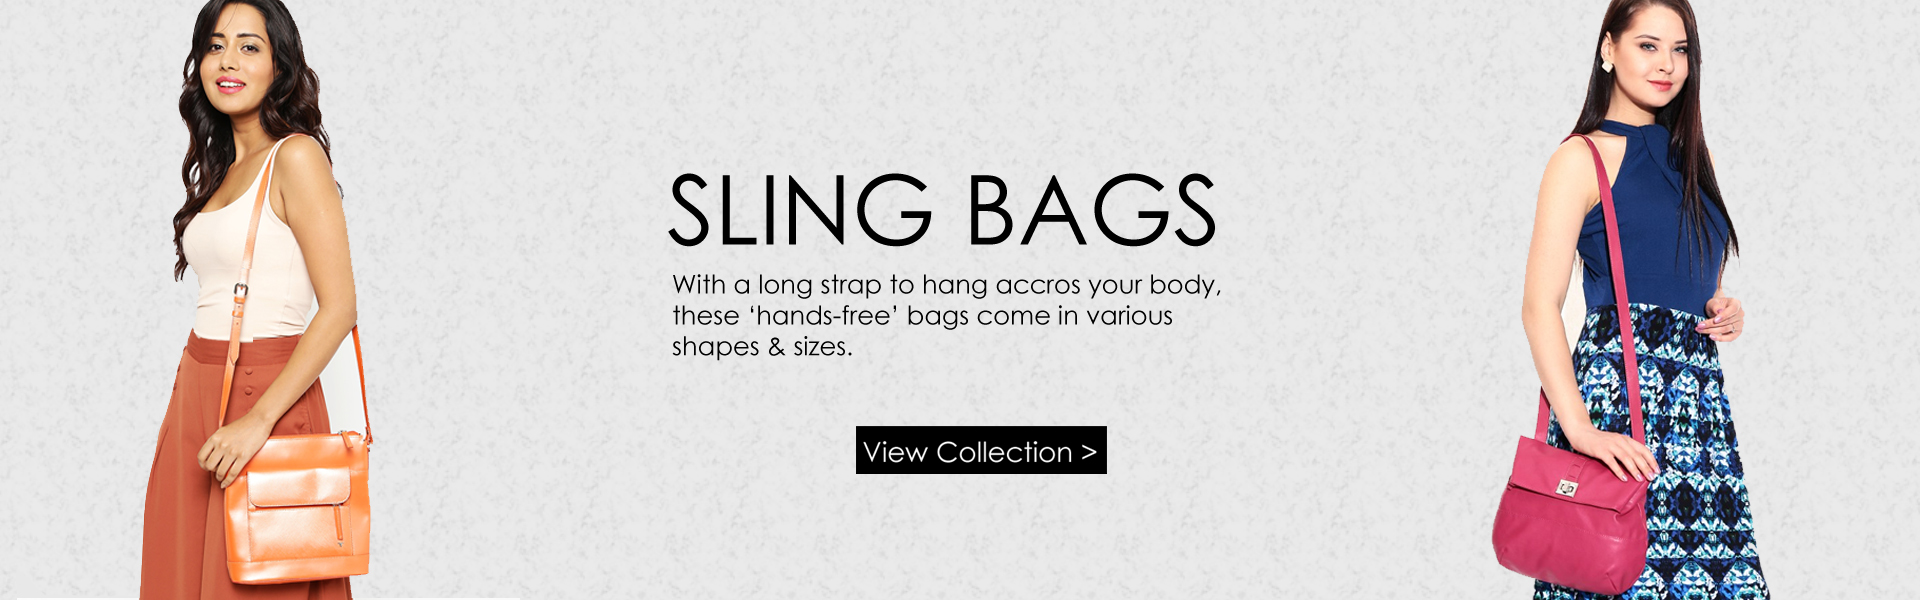 SLING BAGS
With a long strap to hang accros your body,
these ‘hands-free’ bags come in various
shapes & sizes.
View Collection >